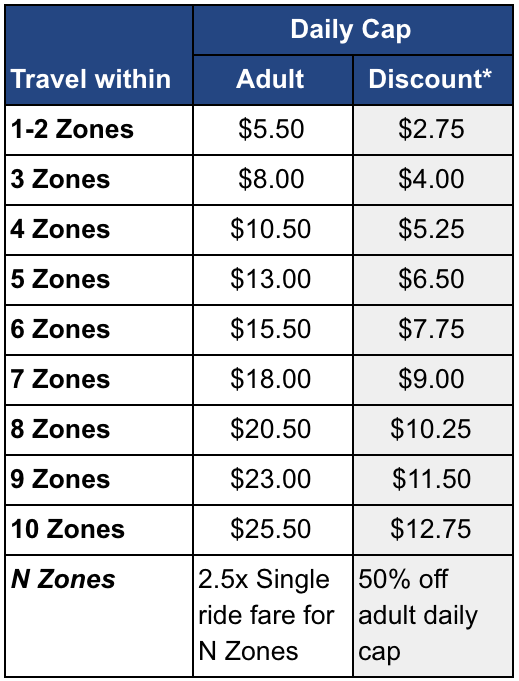 Daily Cap
Travel within Adult Discount*
1-2 Zones $5.50 $2.75
3 Zones $8.00 $4.00
4 Zones $10.50 $5.25
5 Zones $13.00 $6.50
6 Zones $15.50 $7.75
7 Zones $18.00 $9.00
8 Zones $20.50 $10.25
9 Zones $23.00 $11.50
10 Zones $25.50 $12.75
N Zones 2.5x Single 50% off
ride fare for adult daily
N Zones cap